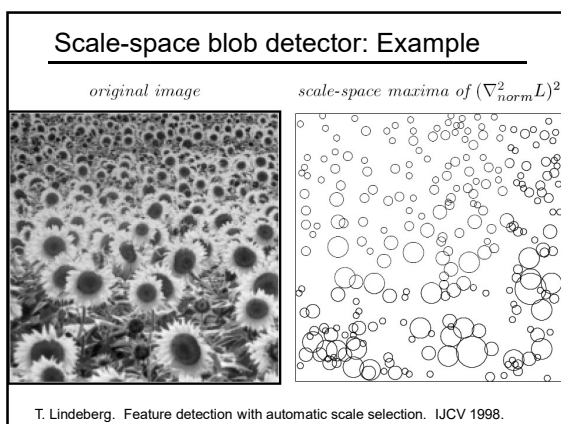 Scale-space blob detector: Example
original image
scale-space maxima of (∇²norm L)²
T. Lindeberg. Feature detection with automatic scale selection. IJCV 1998.